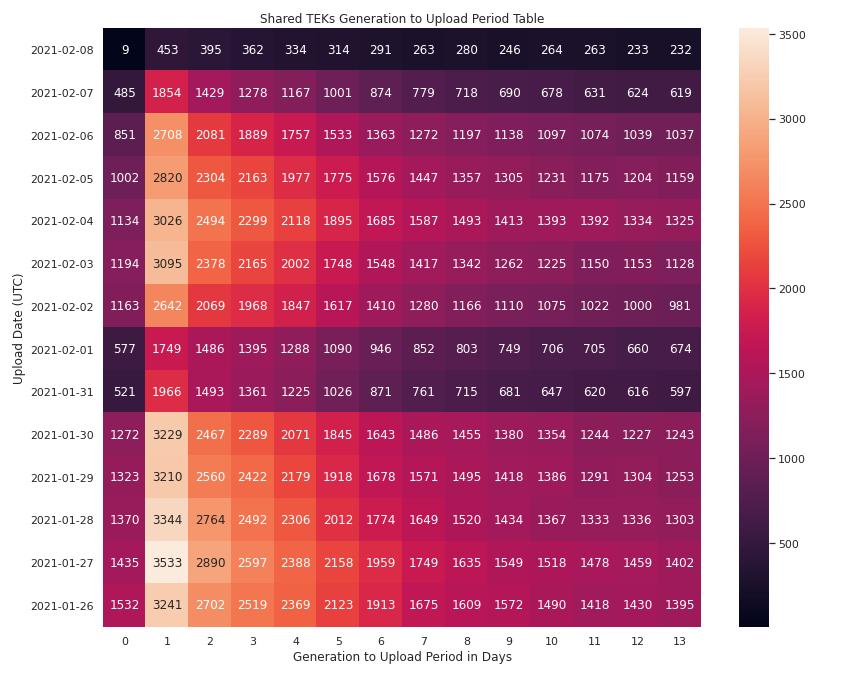 Shared TEKs Generation to Upload Period Table
2021-02-08 9 453 395 362 334 314 291 263 280 246 264 263 233 232
2021-02-07 485 1854 1429 1278 1167 1001 874 779 718 690 678 631 624 619
2021-02-06 851 2708 2081 1889 1757 1533 1363 1272 1197 1138 1097 1074 1039 1037
2021-02-05 1002 2820 2304 2163 1977 1775 1576 1447 1357 1305 1231 1175 1204 1159
2021-02-04 1134 3026 2494 2299 2118 1895 1685 1587 1493 1413 1393 1392 1334 1325
2021-02-03 1194 3095 2378 2165 2002 1748 1548 1417 1342 1262 1225 1150 1153 1128
2021-02-02 1163 2642 2069 1968 1847 1617 1410 1280 1166 1110 1075 1022 1000 981
2021-02-01 577 1749 1486 1395 1288 1090 946 852 803 749 706 705 660 674
2021-01-31 521 1966 1493 1361 1225 1026 871 761 715 681 647 620 616 597
2021-01-30 1272 3229 2467 2289 2071 1845 1643 1486 1455 1380 1354 1244 1227 1243
2021-01-29 1323 3210 2560 2422 2179 1918 1678 1571 1495 1418 1386 1291 1304 1253
2021-01-28 1370 3344 2764 2492 2306 2012 1774 1649 1520 1434 1367 1333 1336 1303
2021-01-27 1435 3533 2890 2597 2388 2158 1959 1749 1635 1549 1518 1478 1459 1402
2021-01-26 1532 3241 2702 2519 2369 2123 1913 1675 1609 1572 1490 1418 1430 1395
0 1 2 3 4 5 6 7 8 9 10 11 12 13
Generation to Upload Period in Days
Upload Date (UTC)
3500
3000
2500
2000
1500
1000
500